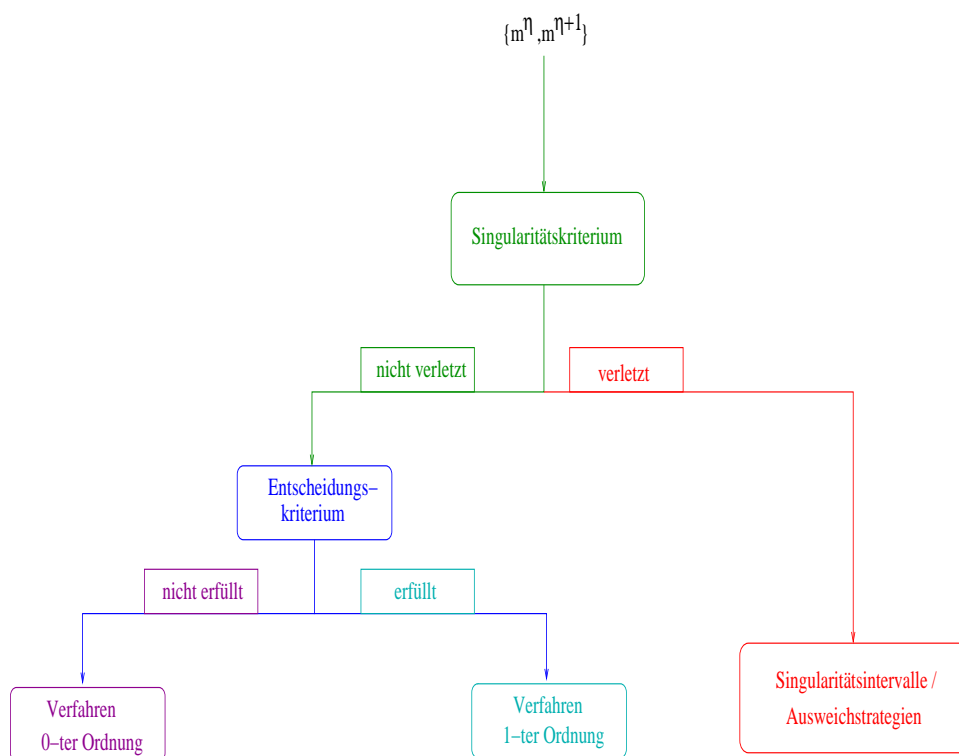 {m^η ,m^η+1}
Singularitätskriterium
nicht verletzt
verletzt
Entscheidungs–
kriterium
nicht erfüllt
erfüllt
Verfahren
0–ter Ordnung
Verfahren
1–ter Ordnung
Singularitätsintervalle /
Ausweichstrategien